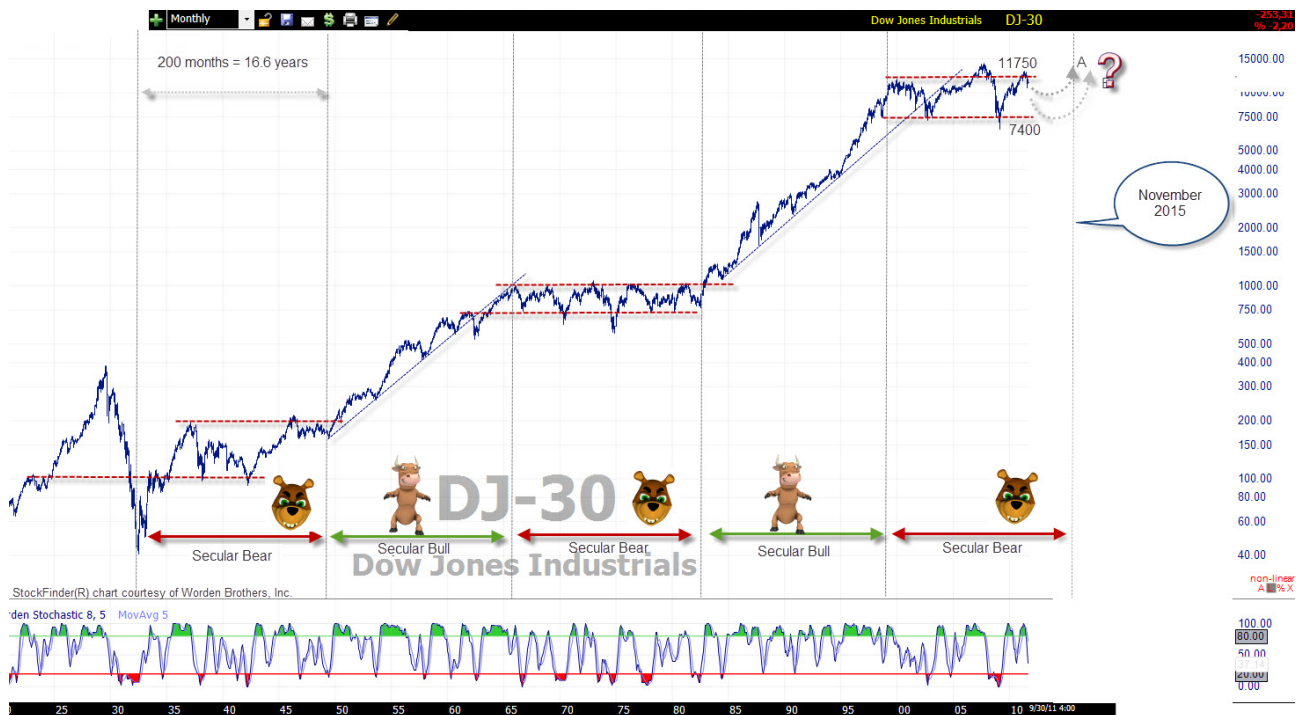 Monthly
Dow Jones Industrials DJ-30
-253,31
% -2,20
200 months = 16.6 years
11750
A
?
7400
November
2015
15000.00
10000.00
7500.00
5000.00
4000.00
3000.00
2000.00
1500.00
1000.00
750.00
500.00
400.00
300.00
200.00
150.00
100.00
80.00
60.00
40.00
DJ-30
Dow Jones Industrials
Secular Bear
Secular Bull
Secular Bear
Secular Bull
Secular Bear
StockFinder(R) chart courtesy of Worden Brothers, Inc.
non-linear
A % X
den Stochastic 8, 5 MovAvg 5
100.00
80.00
50.00
37.14
20.00
0.00
25 30 35 40 45 50 55 60 65 70 75 80 85 90 95 00 05 10 9/30/11 4:00